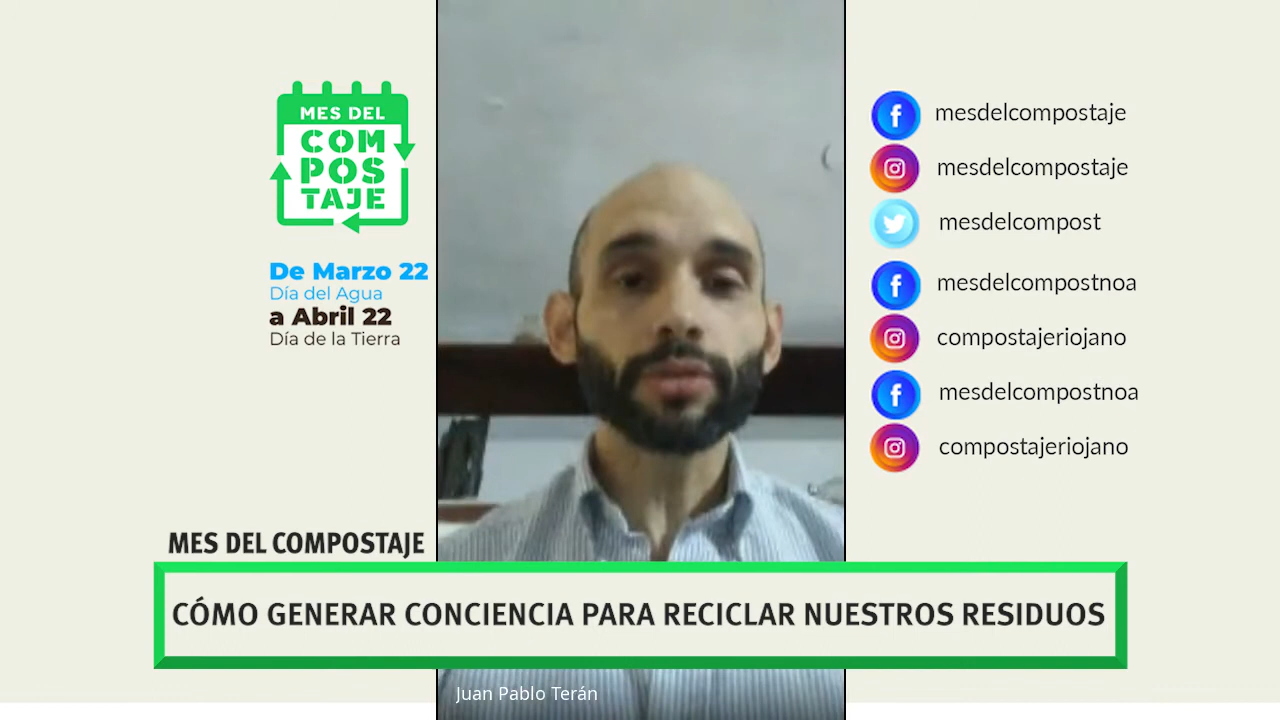 MES DEL
COM
POS
TAJE
De Marzo 22
Día del Agua
a Abril 22
Día de la Tierra
mesdelcompostaje
mesdelcompostaje
mesdelcompost
mesdelcompostnoa
compostajeriojano
mesdelcompostnoa
compostajeriojano
MES DEL COMPOSTAJE
CÓMO GENERAR CONCIENCIA PARA RECICLAR NUESTROS RESIDUOS
Juan Pablo Terán